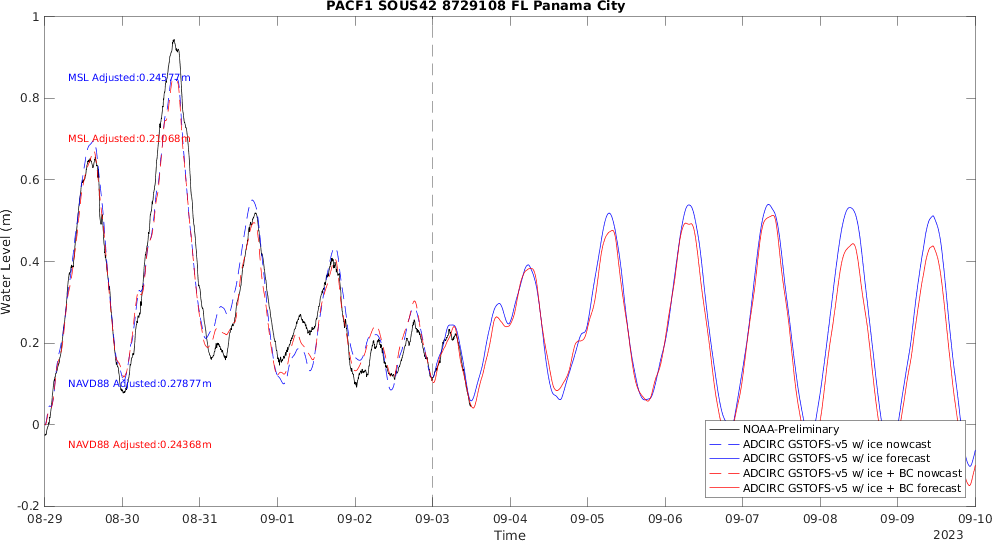 PACF1 SOUS42 8729108 FL Panama City
1
0.8
0.6
0.4
0.2
0
-0.2
Water Level (m)
MSL Adjusted:0.24577m
MSL Adjusted:0.21068m
NAVD88 Adjusted:0.27877m
NAVD88 Adjusted:0.24368m
NOAA-Preliminary
ADCIRC GSTOFS-v5 w/ ice nowcast
ADCIRC GSTOFS-v5 w/ ice forecast
ADCIRC GSTOFS-v5 w/ ice + BC nowcast
ADCIRC GSTOFS-v5 w/ ice + BC forecast
08-29 08-30 08-31 09-01 09-02 09-03 09-04 09-05 09-06 09-07 09-08 09-09 09-10
Time
2023